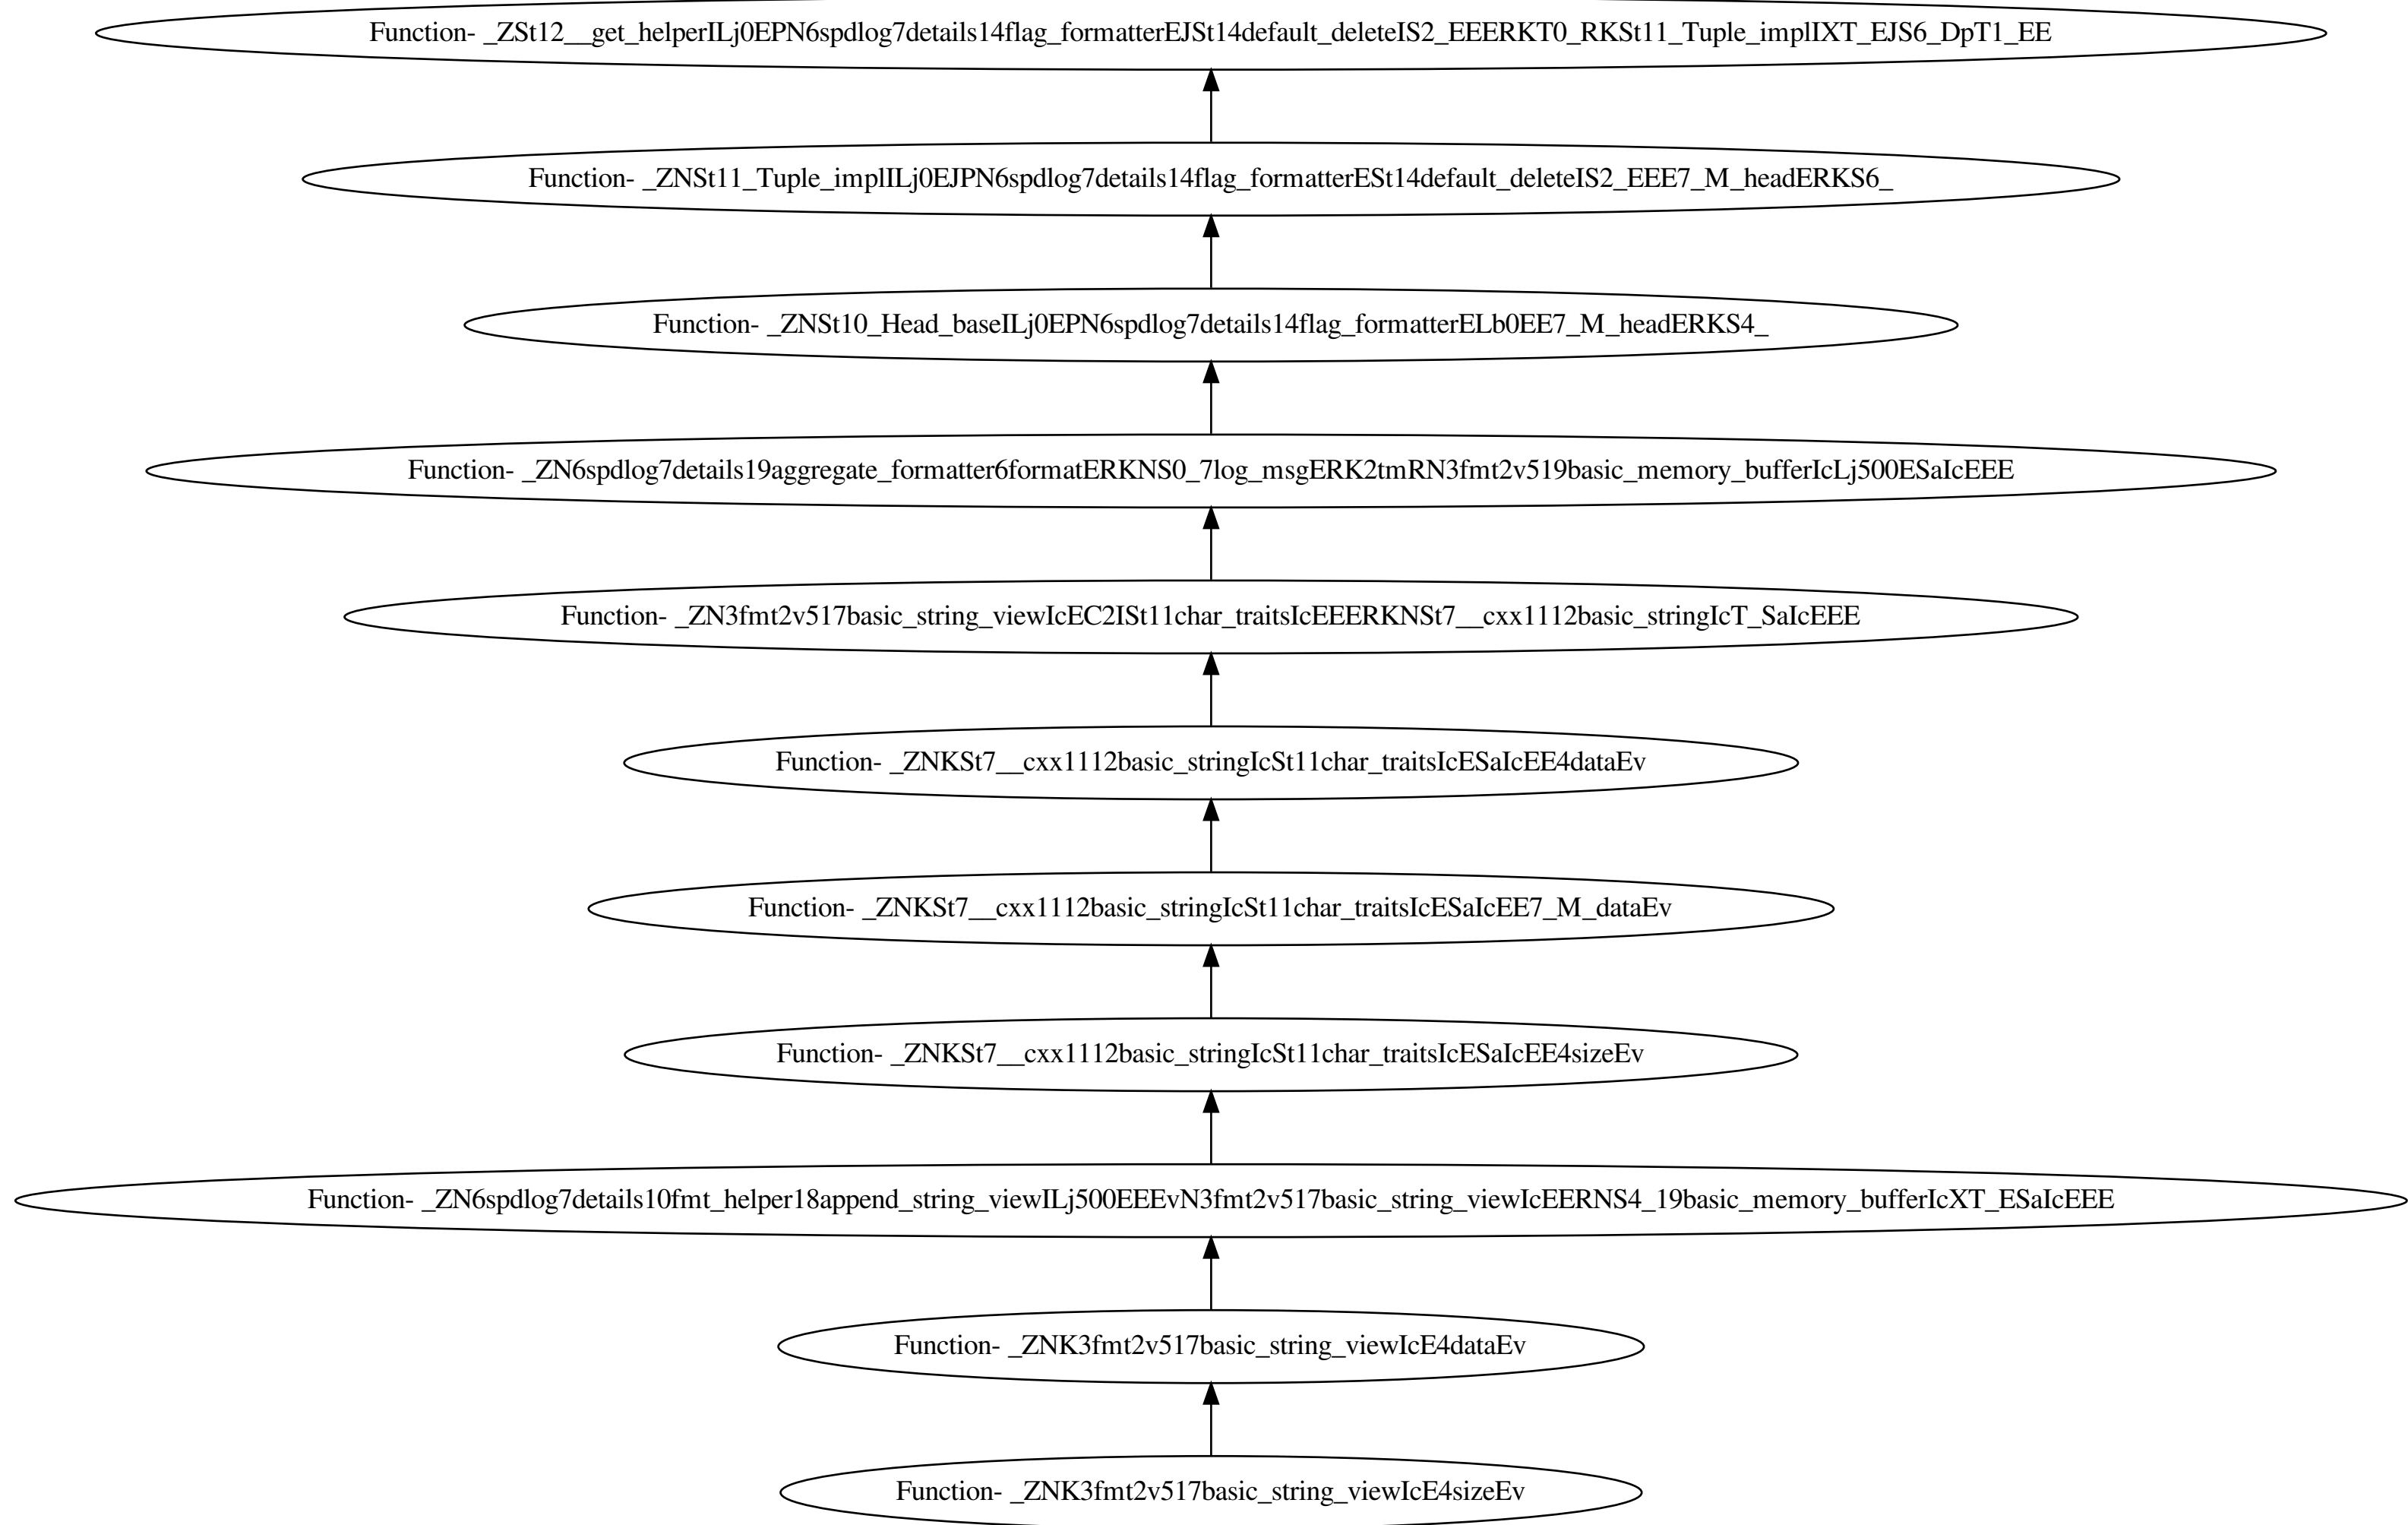 Function- _ZSt12__get_helperILj0EPN6spdlog7details14flag_formatterEJSt14default_deleteIS2_EEERKT0_RKSt11_Tuple_implIXT_EJS6_DpT1_EE
Function- _ZNSt11_Tuple_implILj0EJPN6spdlog7details14flag_formatterESt14default_deleteIS2_EEE7_M_headERKS6_
Function- _ZNSt10_Head_baseILj0EPN6spdlog7details14flag_formatterELb0EE7_M_headERKS4_
Function- _ZN6spdlog7details19aggregate_formatter6formatERKNS0_7log_msgERK2tmRN3fmt2v519basic_memory_bufferIcLj500ESaIcEEE
Function- _ZN3fmt2v517basic_string_viewIcEC2ISt11char_traitsIcEEERKNSt7__cxx1112basic_stringIcT_SaIcEEE
Function- _ZNKSt7__cxx1112basic_stringIcSt11char_traitsIcESaIcEE4dataEv
Function- _ZNKSt7__cxx1112basic_stringIcSt11char_traitsIcESaIcEE7_M_dataEv
Function- _ZNKSt7__cxx1112basic_stringIcSt11char_traitsIcESaIcEE4sizeEv
Function- _ZN6spdlog7details10fmt_helper18append_string_viewILj500EEEvN3fmt2v517basic_string_viewIcEERNS4_19basic_memory_bufferIcXT_ESaIcEEE
Function- _ZNK3fmt2v517basic_string_viewIcE4dataEv
Function- _ZNK3fmt2v517basic_string_viewIcE4sizeEv